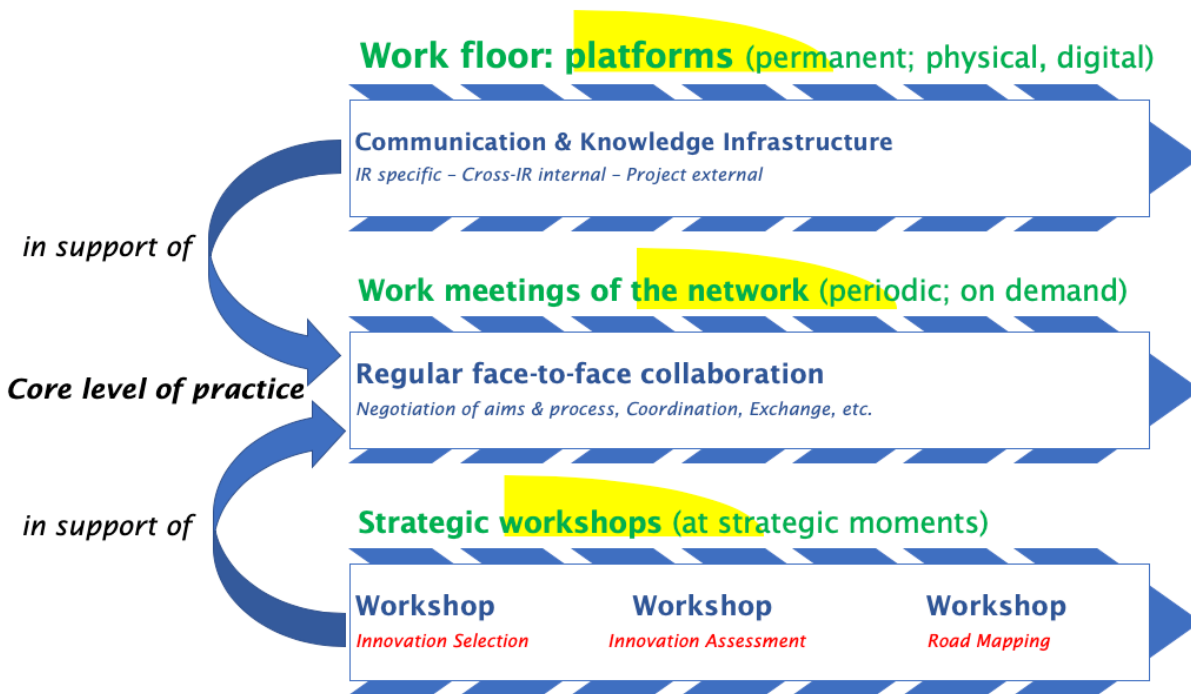 Work floor: platforms (permanent; physical, digital)
Communication & Knowledge Infrastructure
IR specific – Cross-IR internal – Project external
in support of
Work meetings of the network (periodic; on demand)
Regular face-to-face collaboration
Core level of practice
Negotiation of aims & process, Coordination, Exchange, etc.
in support of
Strategic workshops (at strategic moments)
Workshop Workshop Workshop
Innovation Selection Innovation Assessment Road Mapping